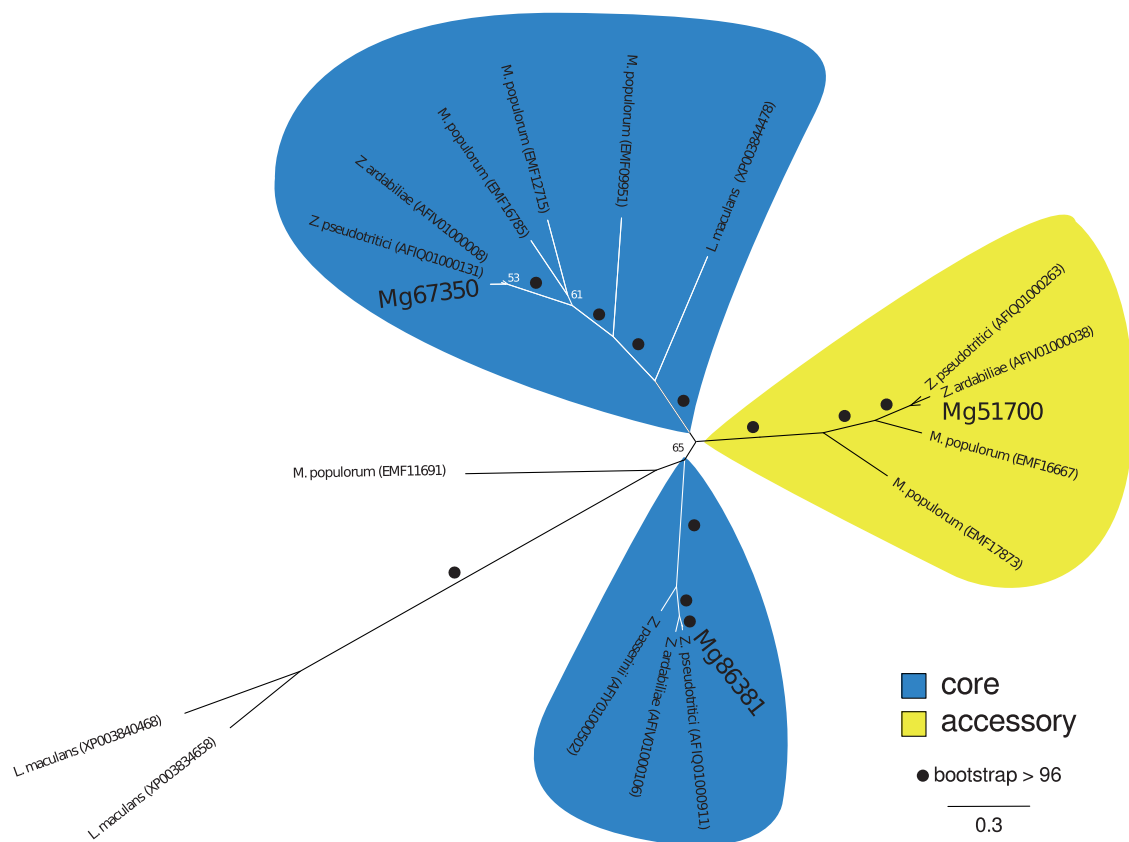 M. populorum (EMF09951)
M. populorum (EMF12715)
L. maculans (XP003844478)
M. populorum (EMF16785)
Z. ardabiliae (AFIV01000008)
Z. pseudotritici (AFIQ01000131)
Mg67350
53
61
Z. pseudotritici (AFIQ01000263)
Z. ardabiliae (AFIV01000038)
Mg51700
M. populorum (EMF16667)
M. populorum (EMF17873)
65
M. populorum (EMF11691)
Z. passerinii (AFIY01000502)
Z. ardabiliae (AFIV01000106)
Z. pseudotritici (AFIQ01000911)
Mg86381
L. maculans (XP003840468)
L. maculans (XP003834658)
core
accessory
bootstrap > 96
0.3